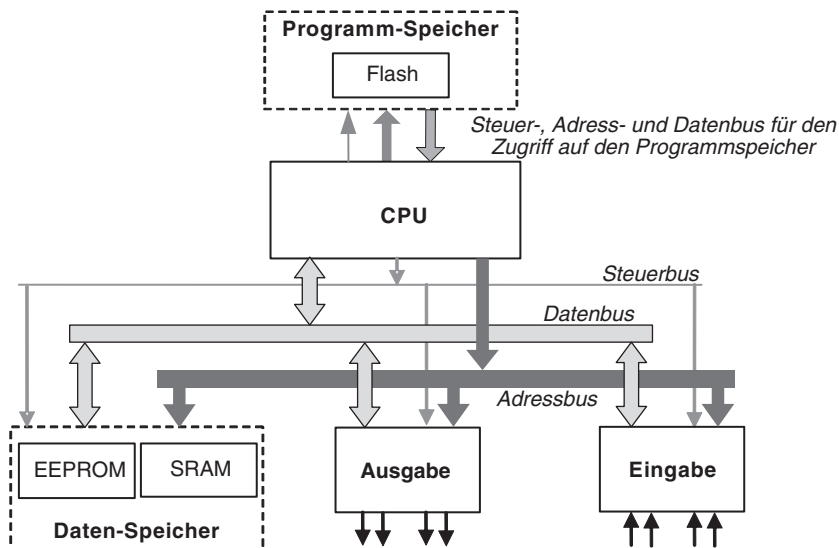 Programm-Speicher
Flash
Steuer-, Adress- und Datenbus für den
Zugriff auf den Programmspeicher
CPU
Steuerbus
Datenbus
Adressbus
EEPROM
SRAM
Daten-Speicher
Ausgabe
Eingabe